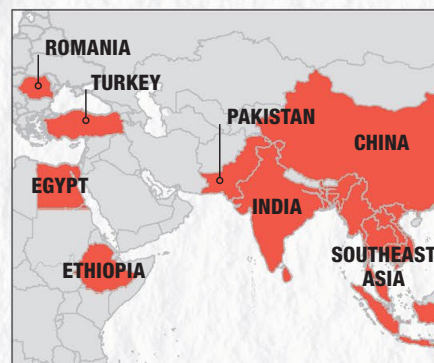 ROMANIA
TURKEY
PAKISTAN
CHINA
EGYPT
INDIA
ETHIOPIA
SOUTHEAST
ASIA